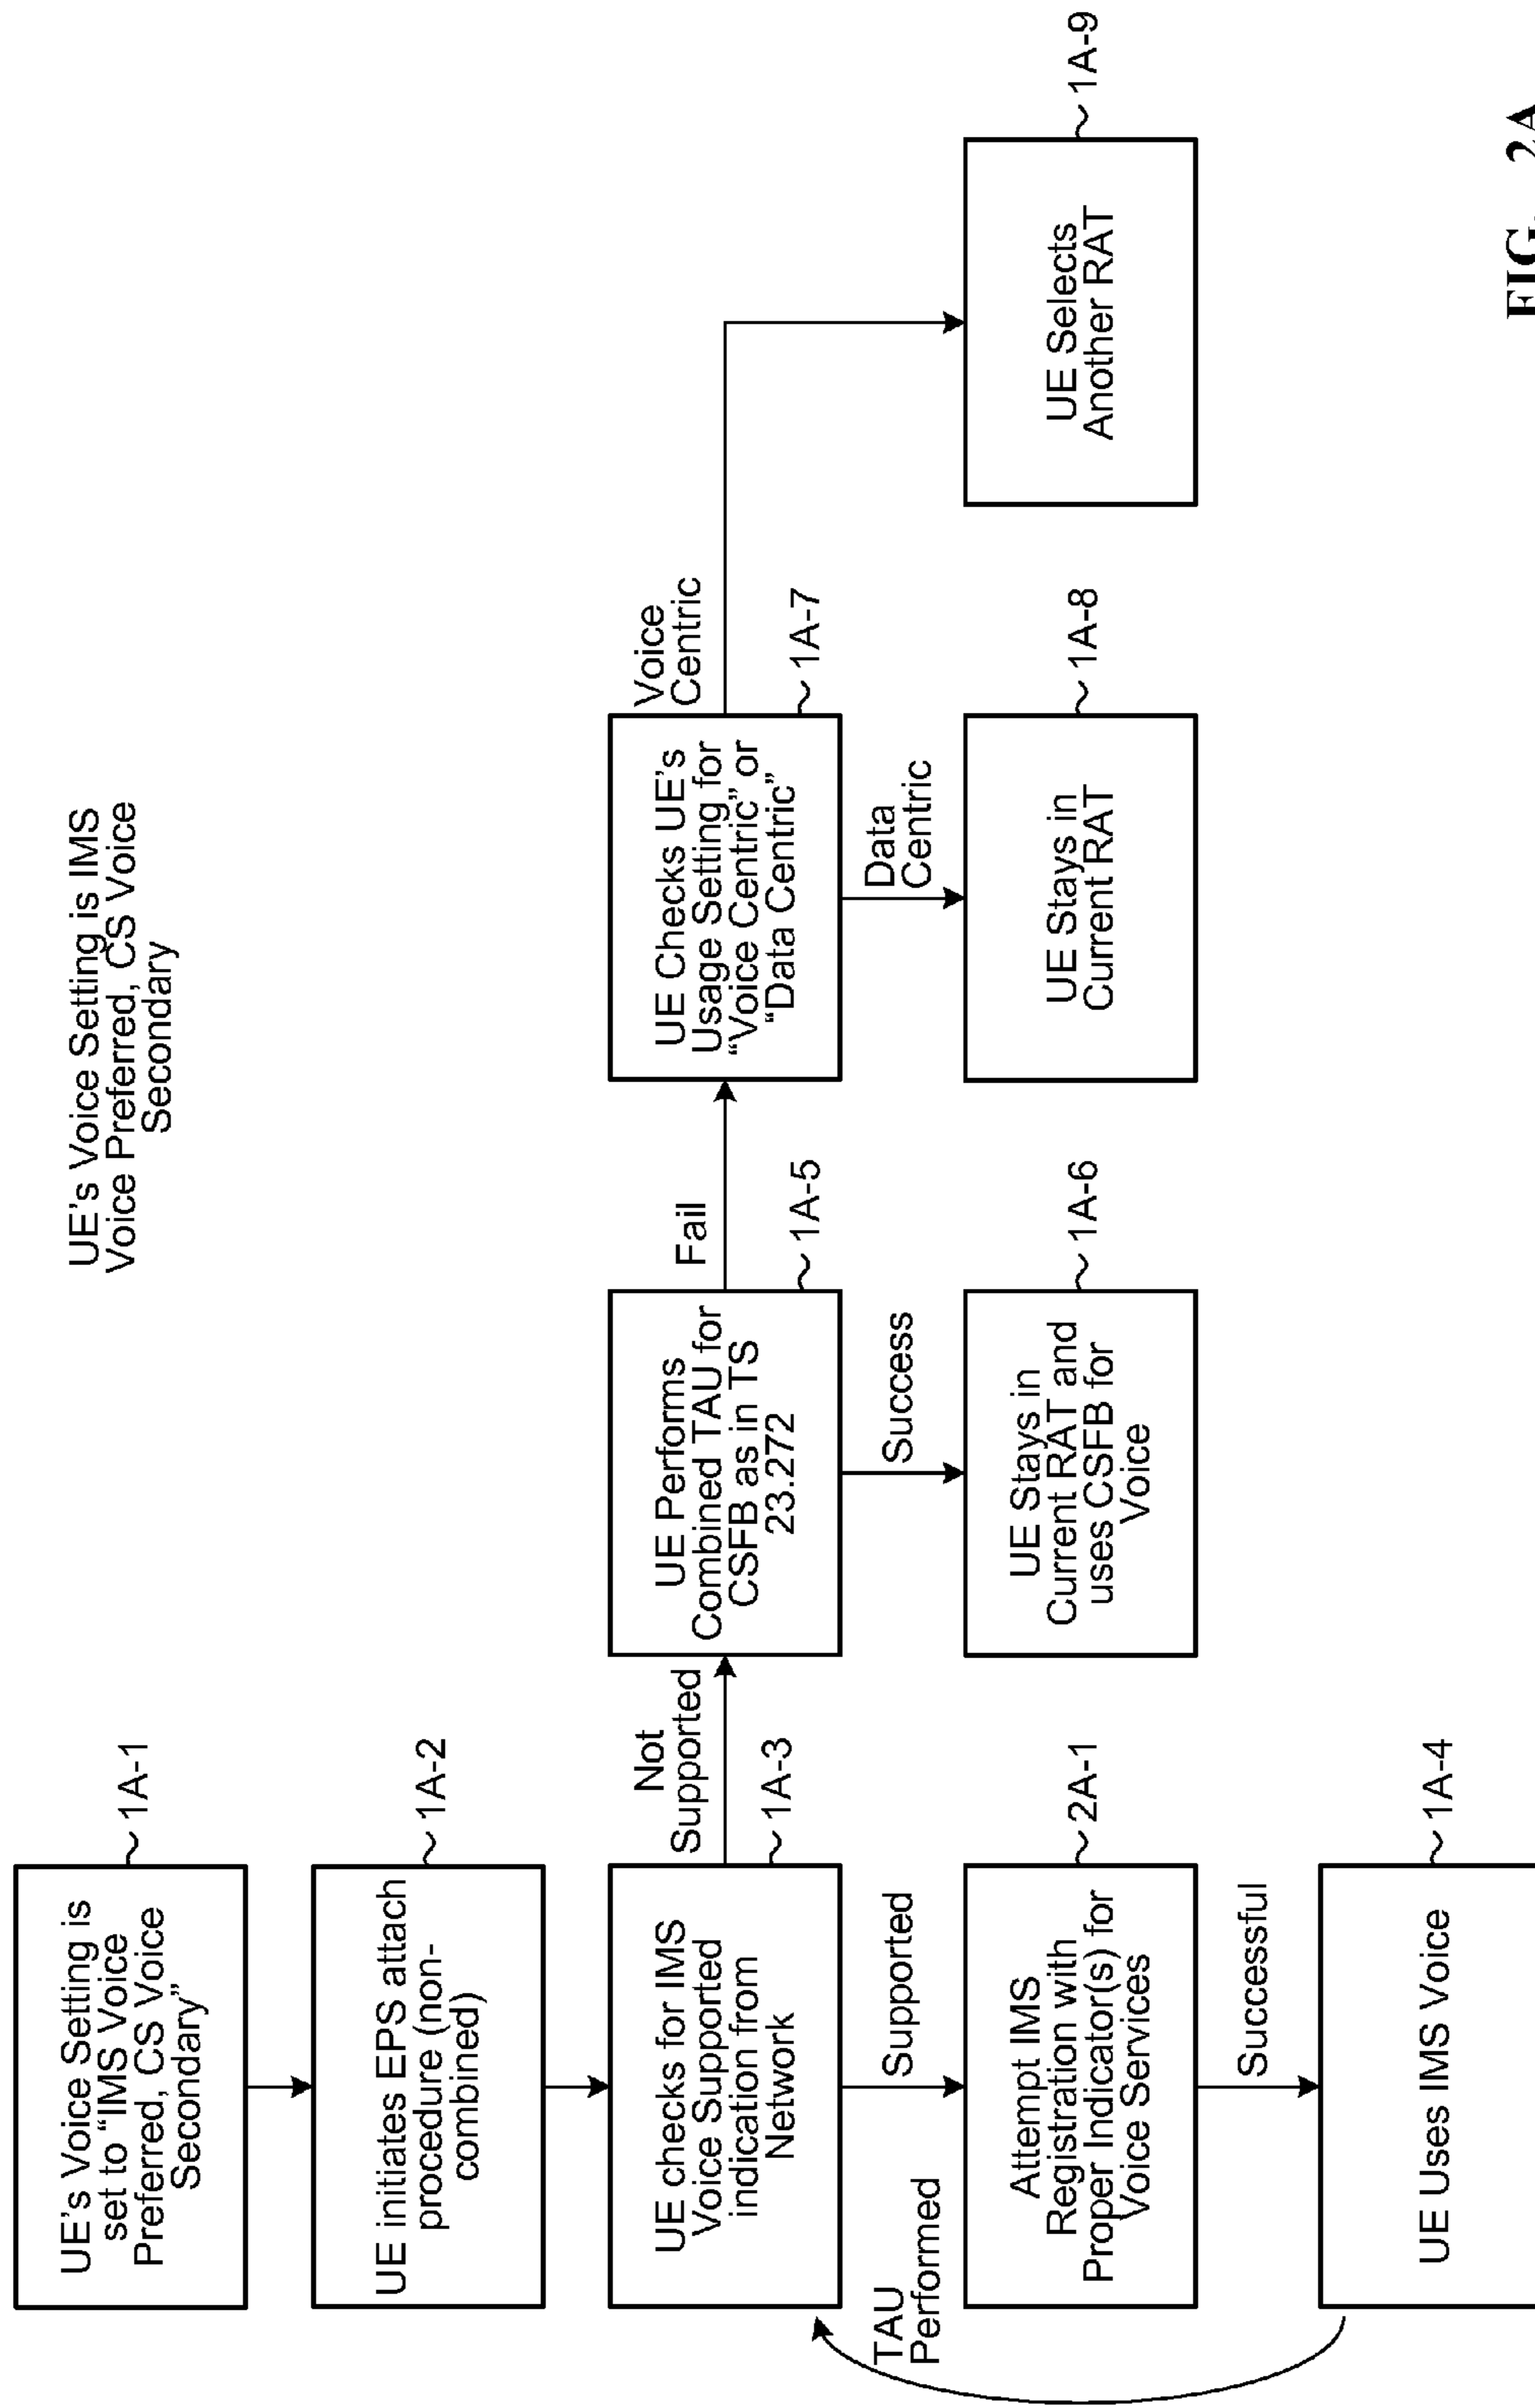 UE's Voice Setting is IMS
Voice Preferred, CS Voice
Secondary
UE's Voice Setting is
set to “IMS Voice
Preferred, CS Voice
Secondary”
1A-1
UE initiates EPS attach
procedure (non-
combined)
1A-2
UE checks for IMS
Voice Supported
indication from
Network
1A-3
Not
Supported
UE Performs
Combined TAU for
CSFB as in TS
23.272
1A-5
Fail
UE Checks UE's
Usage Setting for
“Voice Centric” or
“Data Centric”
1A-7
Voice
Centric
TAU
Performed
Supported
Success
Data
Centric
Attempt IMS
Registration with
Proper Indicator(s) for
Voice Services
2A-1
UE Stays in
Current RAT and
uses CSFB for
Voice
1A-6
UE Stays in
Current RAT
1A-8
UE Selects
Another RAT
1A-9
Successful
UE Uses IMS Voice
1A-4
FIG. 2A